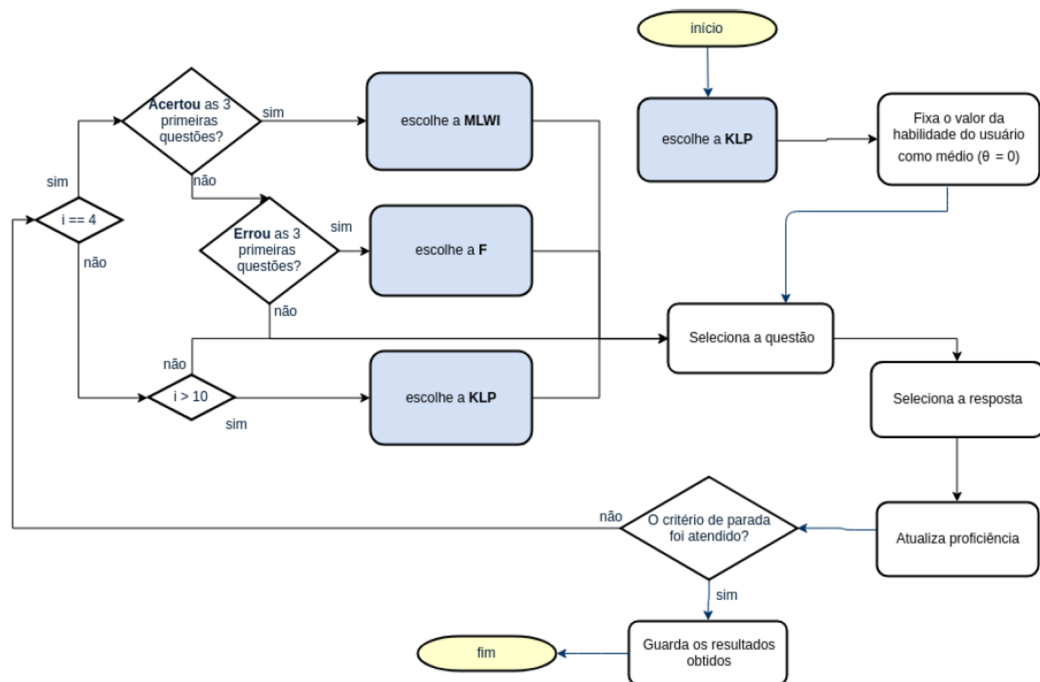 início
escolhe a KLP
Fixa o valor da
habilidade do usuário
como médio (θ = 0)
Acertou as 3
primeiras
questões?
sim
escolhe a MLWI
não
sim
i == 4
não
Errou as 3
primeiras
questões?
sim
escolhe a F
não
não
i > 10
sim
escolhe a KLP
Seleciona a questão
Seleciona a resposta
Atualiza proficiência
O critério de parada
foi atendido?
não
sim
Guarda os resultados
obtidos
fim